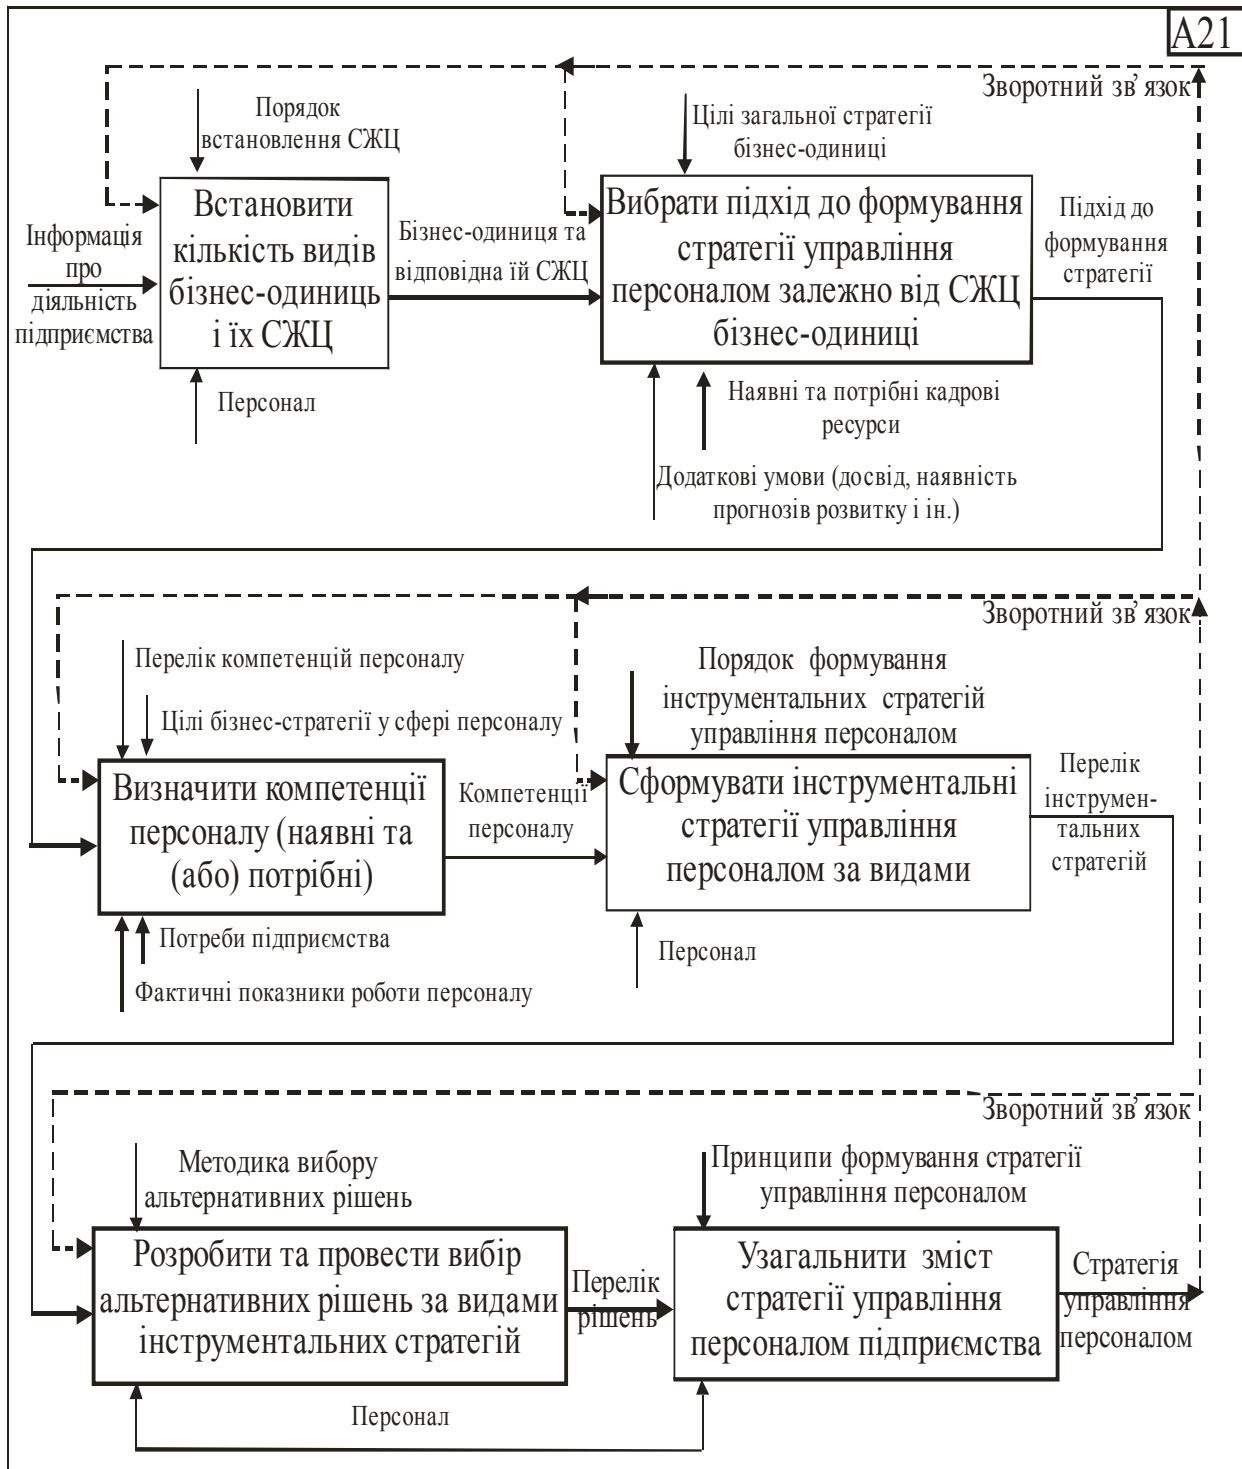 А21
Зворотний зв’язок
Порядок
встановлення СЖЦ
Цілі загальної стратегії
бізнес-одиниці
Інформація
про
діяльність
підприємства
Встановити
кількість видів
бізнес-одиниць
і їх СЖЦ
Бізнес-одиниця та
відповідна їй СЖЦ
Вибрати підхід до формування
стратегії управління
персоналом залежно від СЖЦ
бізнес-одиниці
Підхід до
формування
стратегії
Персонал
Наявні та потрібні кадрові
ресурси
Додаткові умови (досвід, наявність
прогнозів розвитку і ін.)
Зворотний зв’язок
Перелік компетенцій персоналу
Цілі бізнес-стратегії у сфері персоналу
Порядок формування
інструментальних стратегій
управління персоналом
Визначити компетенції
персоналу (наявні та
(або) потрібні)
Компетенції
персоналу
Сформувати інструментальні
стратегії управління
персоналом за видами
Перелік
інструмен-
тальних
стратегій
Потреби підприємства
Фактичні показники роботи персоналу
Персонал
Зворотний зв’язок
Методика вибору
альтернативних рішень
Принципи формування стратегії
управління персоналом
Розробити та провести вибір
альтернативних рішень за видами
інструментальних стратегій
Перелік
рішень
Узагальнити зміст
стратегії управління
персоналом підприємства
Стратегія
управління
персоналом
Персонал